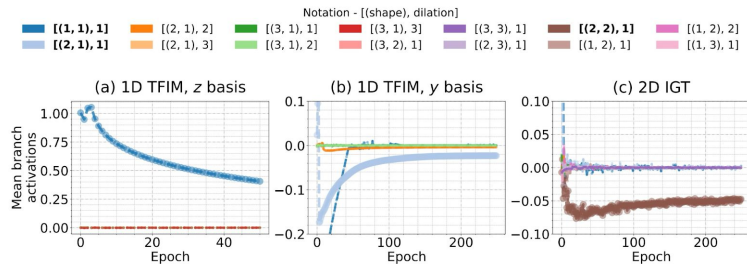 Notation - [(shape), dilation]
[(1, 1), 1] [(2, 1), 2] [(3, 1), 1] [(3, 1), 3] [(2, 2), 1] [(2, 2), 1] [(1, 2), 2]
[(2, 1), 1] [(2, 1), 3] [(3, 1), 2] [(3, 2), 1] [(2, 3), 1] [(1, 2), 1] [(1, 3), 1]
(a) 1D TFIM, z basis (b) 1D TFIM, y basis (c) 2D IGT
Mean branch
activations
1.00
0.75
0.50
0.25
0.00
0 20 40
Epoch
0.1
0.0
−0.1
−0.2
0 200
Epoch
0.10
0.05
0.00
−0.05
−0.10
0 200
Epoch